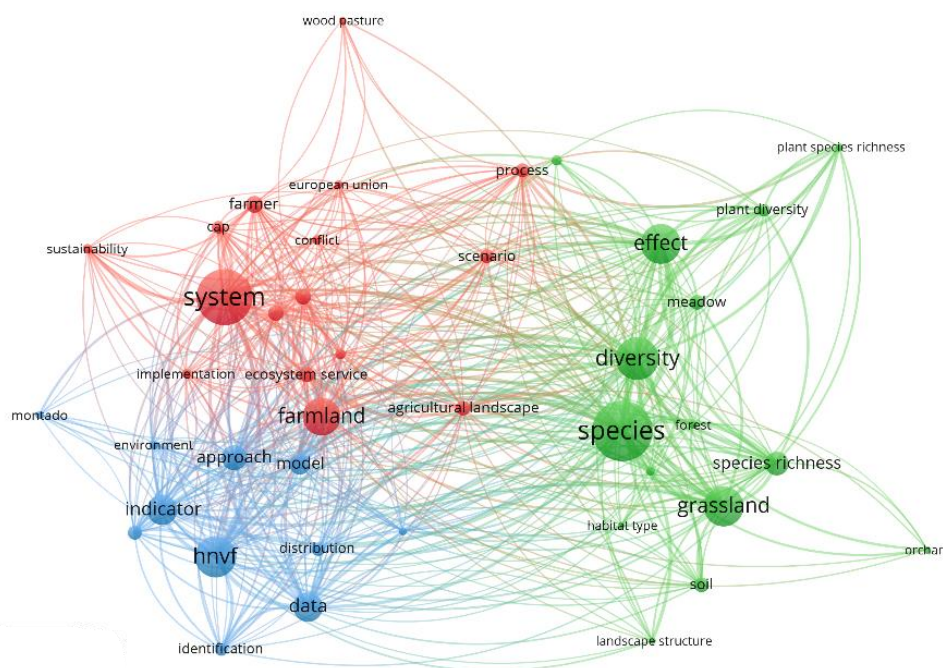 wood pasture
plant species richness
process
european union
farmer
plant diversity
cap
conflict
effect
sustainability
scenario
system
meadow
diversity
implementation
ecosystem service
agricultural landscape
montado
farmland
forest
species
environment
approach
model
species richness
indicator
grassland
habital type
distribution
orchar
hnvf
soil
data
landscape structure
identification